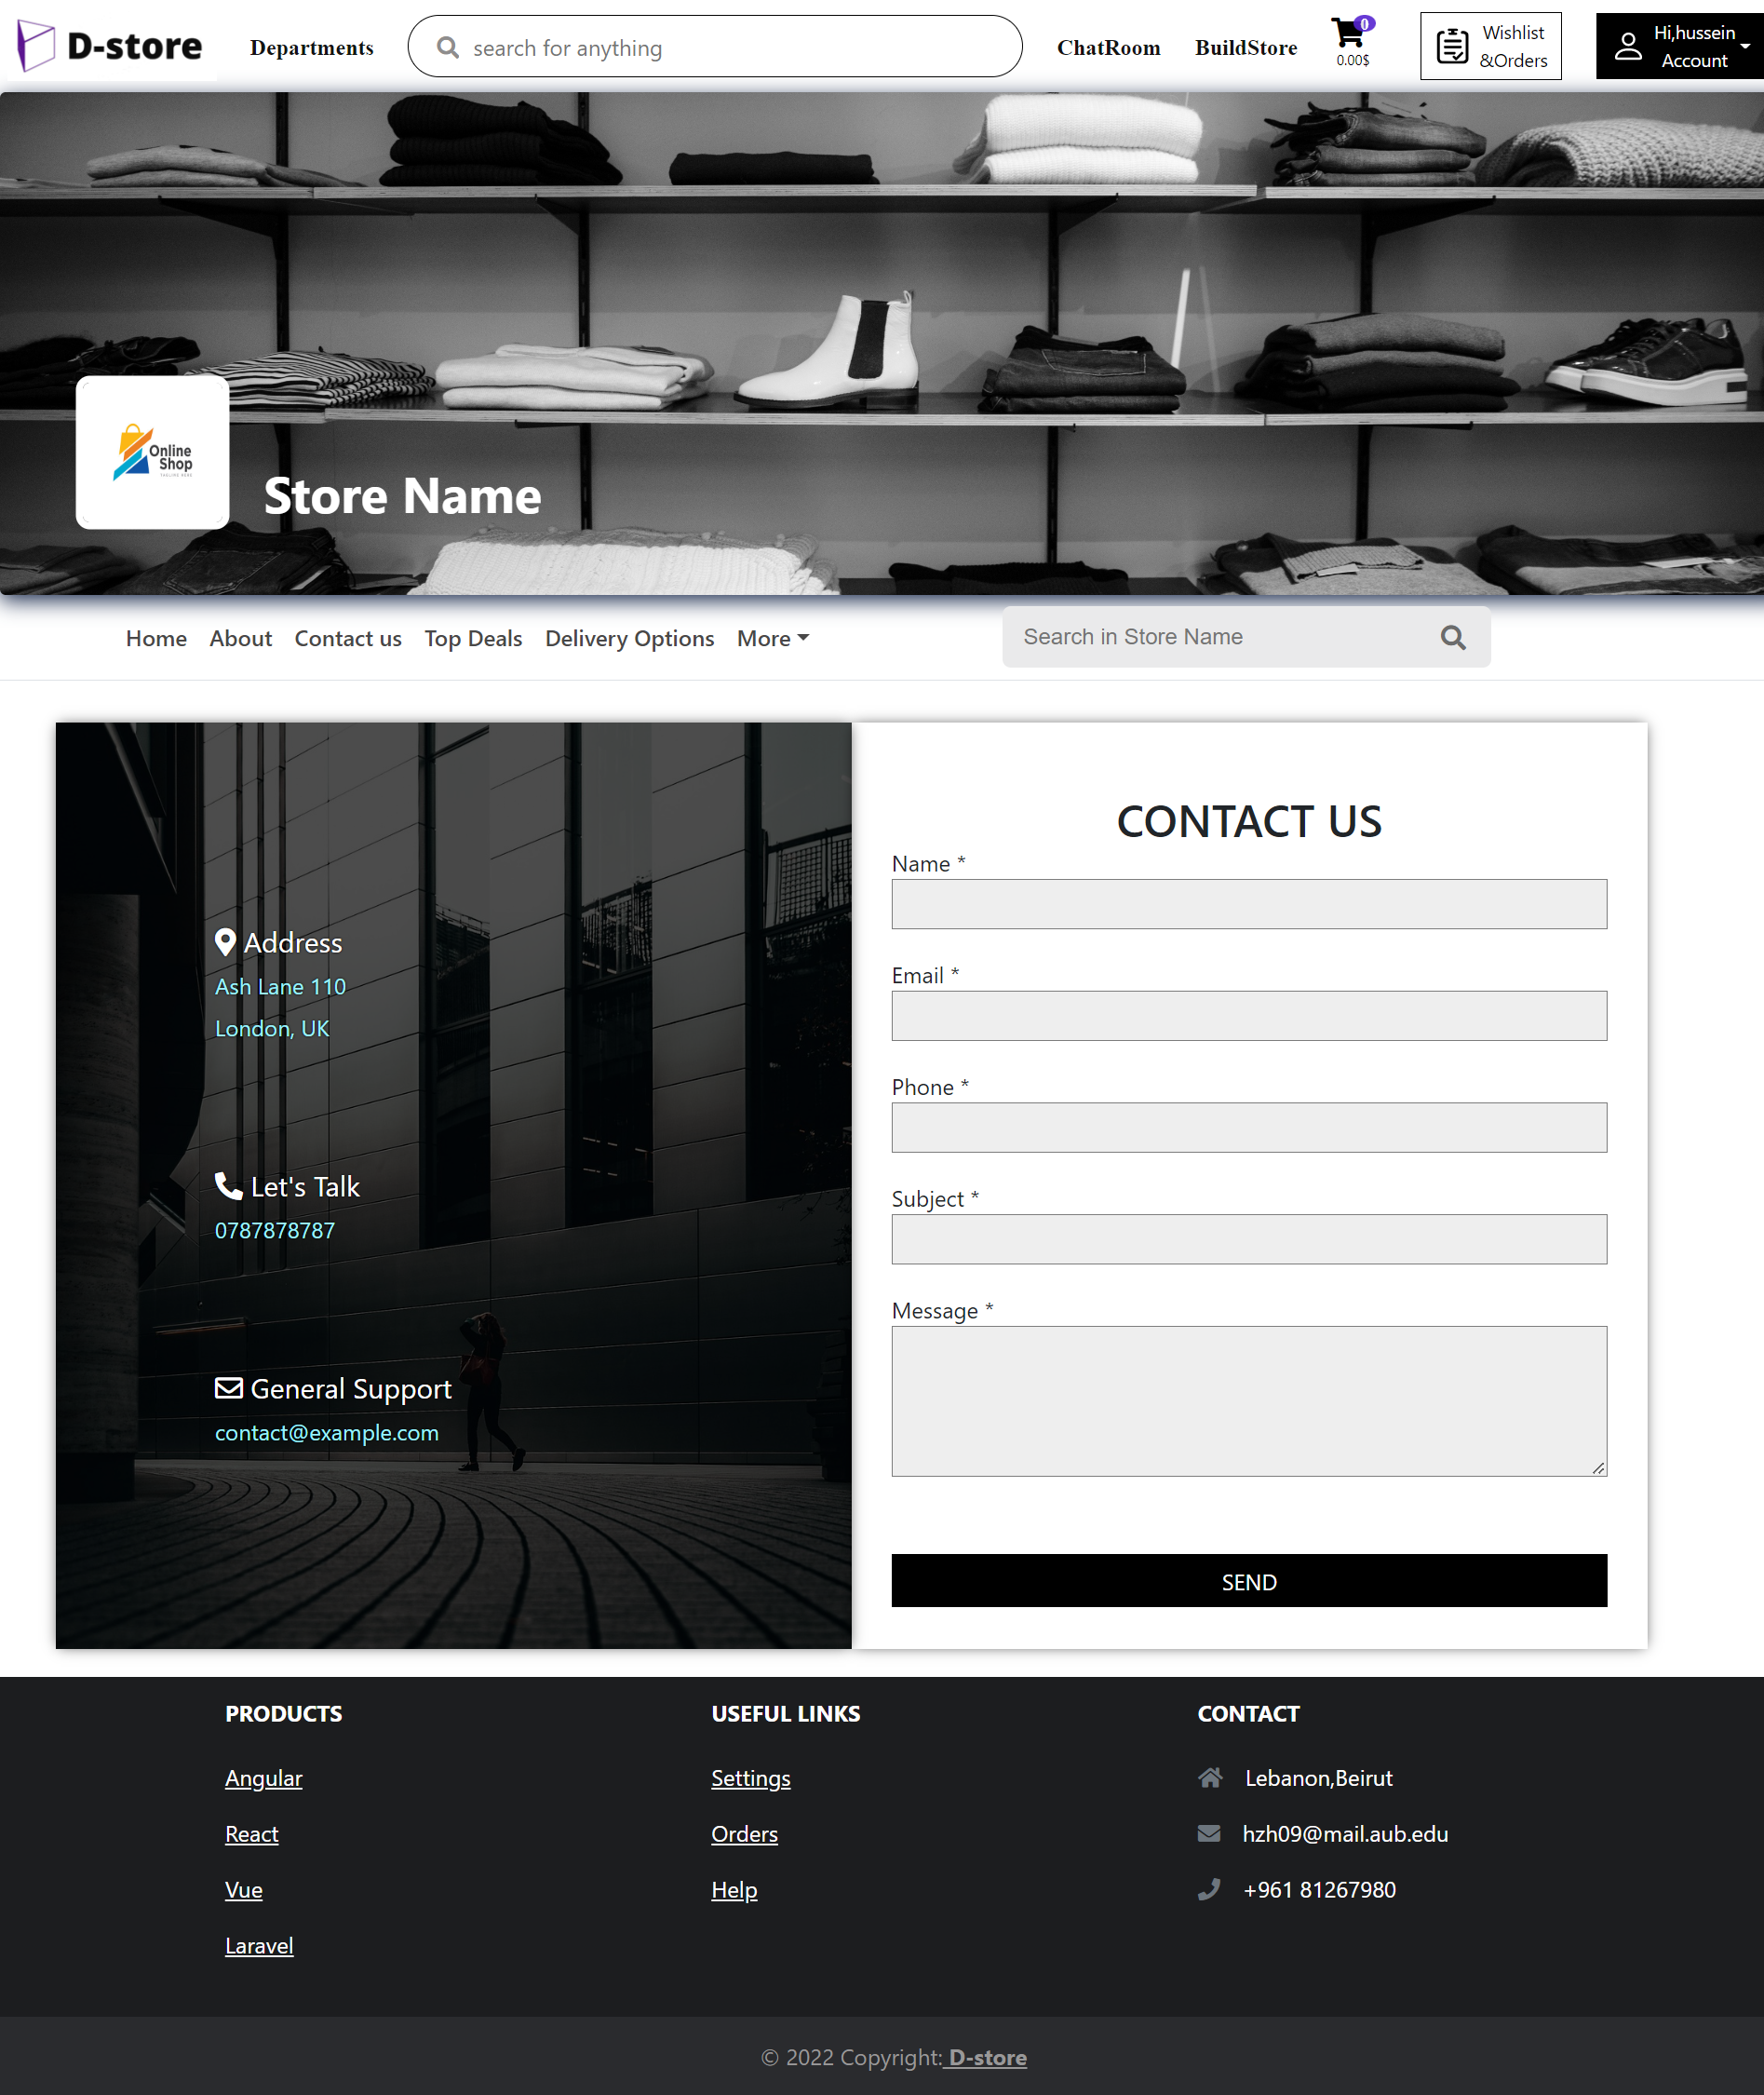 D-store
Departments
search for anything
ChatRoom
BuildStore
0
0.00$
Wishlist
&Orders
Hi,hussein
Account
Online
Shop
TAGLINE HERE
Store Name
Home
About
Contact us
Top Deals
Delivery Options
More
Search in Store Name
Address
Ash Lane 110
London, UK
Let's Talk
0787878787
General Support
contact@example.com
CONTACT US
Name *
Email *
Phone *
Subject *
Message *
SEND
PRODUCTS
Angular
React
Vue
Laravel
USEFUL LINKS
Settings
Orders
Help
CONTACT
Lebanon,Beirut
hzh09@mail.aub.edu
+961 81267980
© 2022 Copyright: D-store